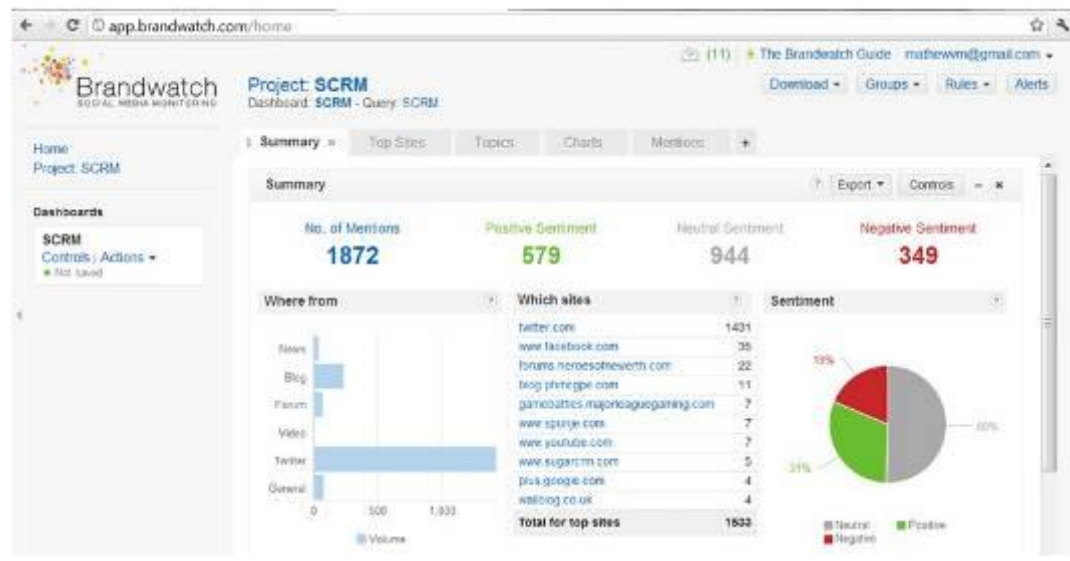 app.brandwatch.com/home
(11) The Brandwatch Guide mathewvm@gmail.com
Brandwatch
SOCIAL MEDIA MONITORING
Project: SCRM
Dashboard: SCRM - Query: SCRM
Download Groups Rules Alerts
Home
Project: SCRM
Summary » Top Sites Topics Charts Mentions +
Summary
? Export Controls
Dashboards
SCRM
Controls Actions
Not saved
No. of Mentions
1872
Positive Sentiment
579
Neutral Sentiment
944
Negative Sentiment
349
Where from ?
News
Blog
Forum
Video
Twitter
General
0 500 1,000
Volume
Which sites ?
twitter.com 1431
www.facebook.com 35
forums.heroesofnewerth.com 22
11
gamebattles.majorleaguegaming.com 7
www.spunje.com 7
www.youtube.com 7
www.sugarcrm.com 5
plus.google.com 4
wallblog.co.uk 4
Total for top sites 1533
Sentiment ?
19%
31%
Neutral Positive
Negative